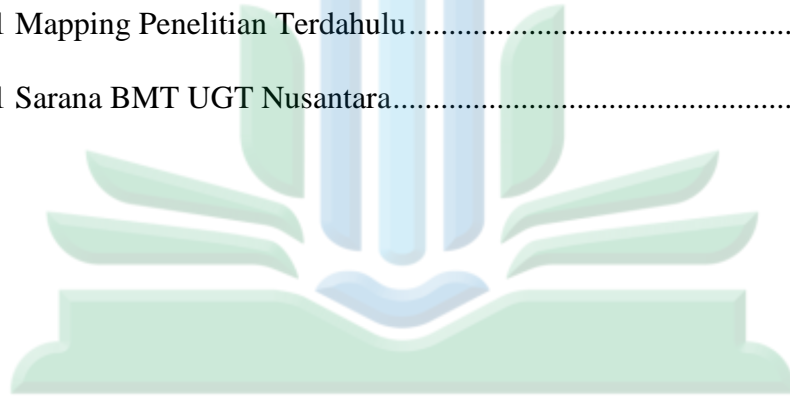 1 Mapping Penelitian Terdahulu........................................................
1 Sarana BMT UGT Nusantara........................................................